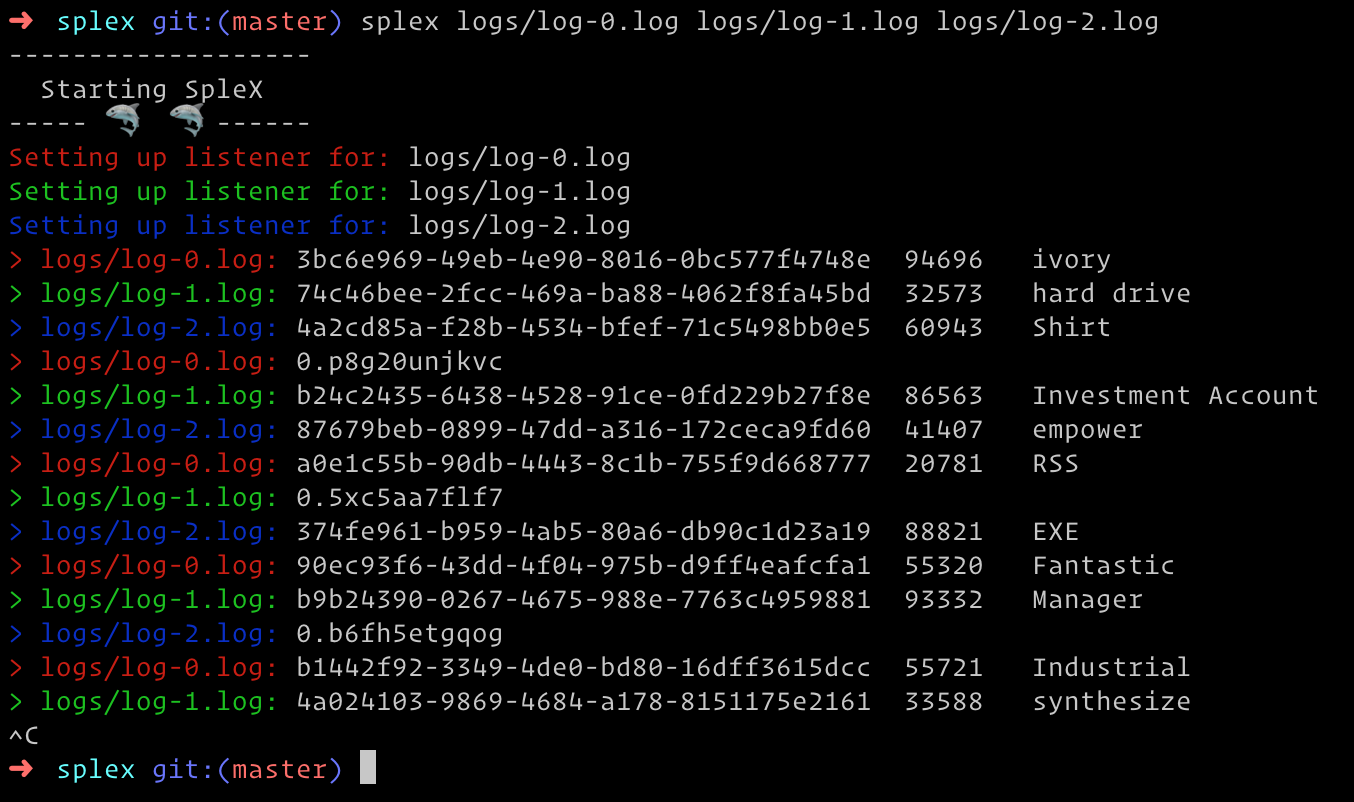 ➜ splex git:(master) splex logs/log-0.log logs/log-1.log logs/log-2.log
-------------------
Starting SpleX
----- 🐬 🐬 ------
Setting up listener for: logs/log-0.log
Setting up listener for: logs/log-1.log
Setting up listener for: logs/log-2.log
> logs/log-0.log: 3bc6e969-49eb-4e90-8016-0bc577f4748e 94696 ivory
> logs/log-1.log: 74c46bee-2fcc-469a-ba88-4062f8fa45bd 32573 hard drive
> logs/log-2.log: 4a2cd85a-f28b-4534-bfef-71c5498bb0e5 60943 Shirt
> logs/log-0.log: 0.p8g20unjkvc
> logs/log-1.log: b24c2435-6438-4528-91ce-0fd229b27f8e 86563 Investment Account
> logs/log-2.log: 87679beb-0899-47dd-a316-172ceca9fd60 41407 empower
> logs/log-0.log: a0e1c55b-90db-4443-8c1b-755f9d668777 20781 RSS
> logs/log-1.log: 0.5xc5aa7flf7
> logs/log-2.log: 374fe961-b959-4ab5-80a6-db90c1d23a19 88821 EXE
> logs/log-0.log: 90ec93f6-43dd-4f04-975b-d9ff4eafcfa1 55320 Fantastic
> logs/log-1.log: b9b24390-0267-4675-988e-7763c4959881 93332 Manager
> logs/log-2.log: 0.b6fh5etgqog
> logs/log-0.log: b1442f92-3349-4de0-bd80-16dff3615dcc 55721 Industrial
> logs/log-1.log: 4a024103-9869-4684-a178-8151175e2161 33588 synthesize
^C
➜ splex git:(master)